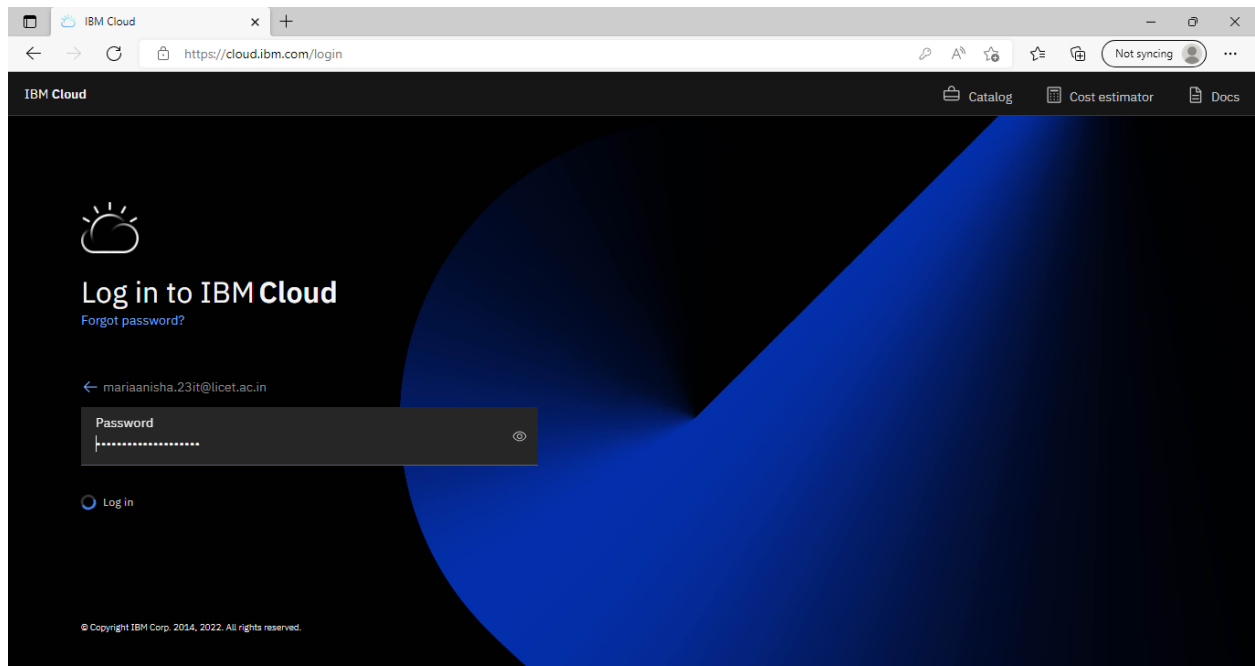 IBM Cloud
https://cloud.ibm.com/login
Not syncing
IBM Cloud
Catalog
Cost estimator
Docs
Log in to IBM Cloud
Forgot password?
mariaanisha.23it@licet.ac.in
Password
Log in
© Copyright IBM Corp. 2014, 2022. All rights reserved.